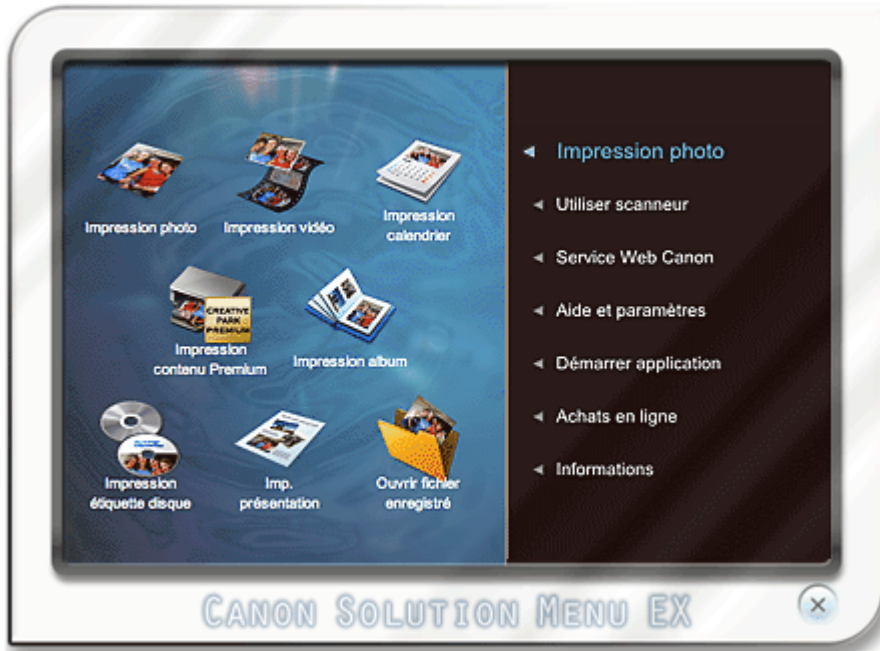 Impression photo
Impression vidéo
Impression
calendrier
CREATIVE
PARK
PREMIUM
Impression
contenu Premium
Impression album
Impression
étiquette disque
Imp.
présentation
Ouvrir fichier
enregistré
Impression photo
Utiliser scanneur
Service Web Canon
Aide et paramètres
Démarrer application
Achats en ligne
Informations
CANON SOLUTION MENU EX